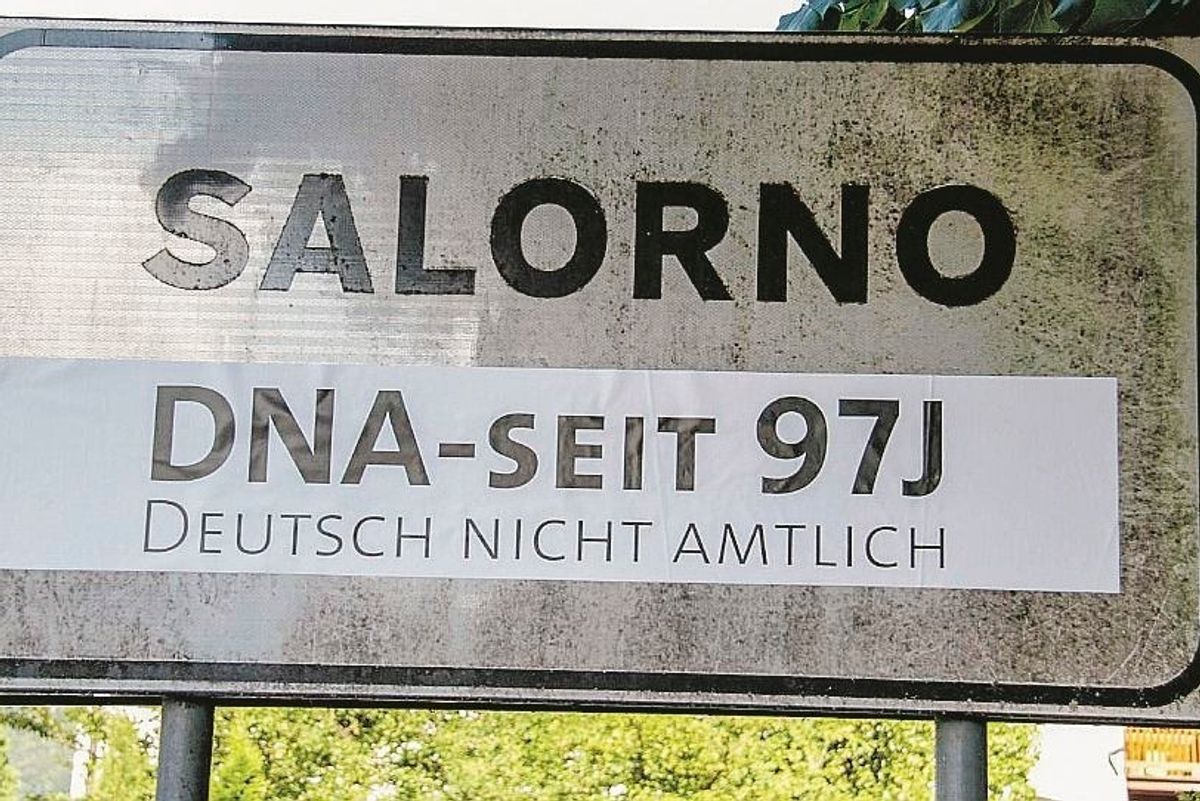 SALORNO
DNA-SEIT 97J
DEUTSCH NICHT AMTLICH